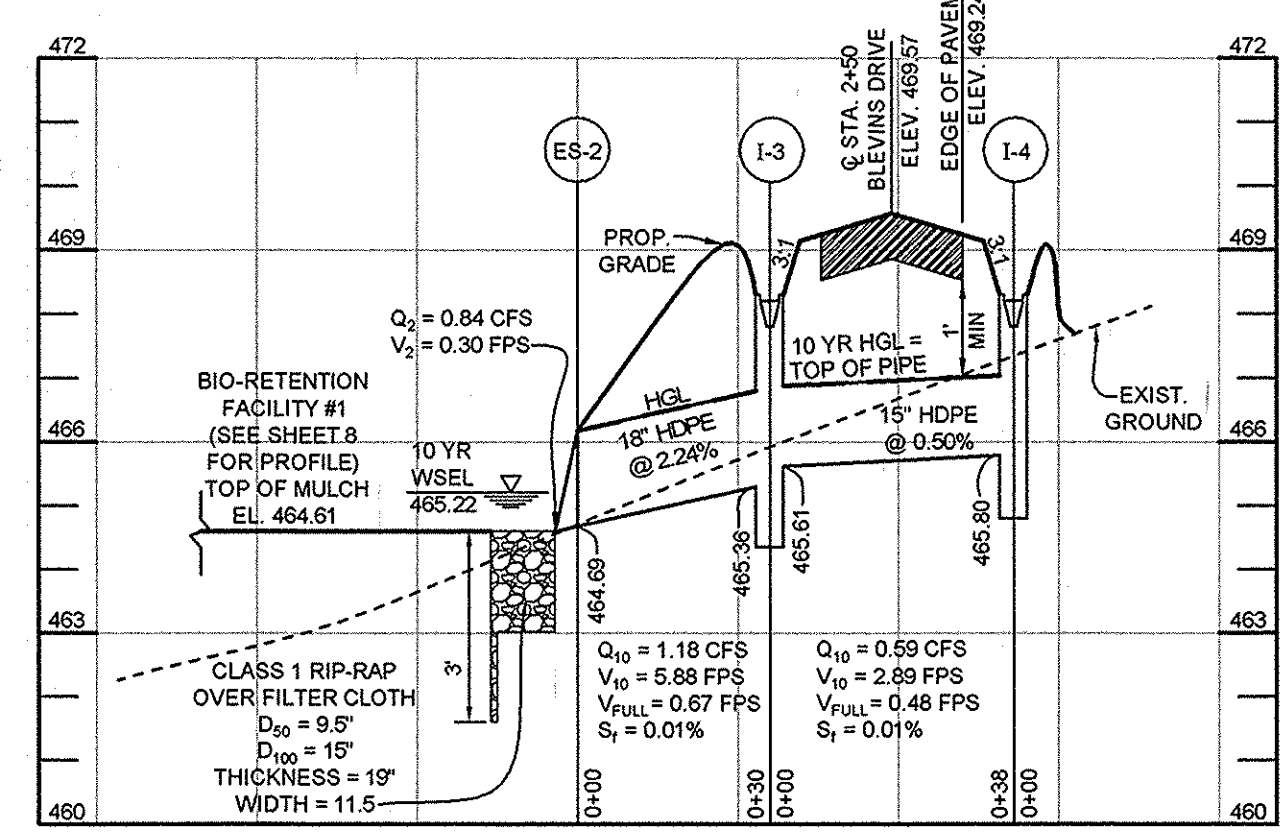 472
472
℄ STA. 2+50
BLEVINS DRIVE
ELEV. 469.57
EDGE OF
ELEV.
ES-2
I-3
I-4
469
469
PROP.
GRADE
3:1
3:1
Q2 = 0.84 CFS
V2 = 0.30 FPS
1'
MIN
10 YR HGL =
TOP OF PIPE
BIO-RETENTION
FACILITY #1
(SEE SHEET 8
FOR PROFILE)
TOP OF MULCH
EL. 464.61
HGL
18" HDPE
@ 2.24%
15" HDPE
@ 0.50%
EXIST.
GROUND
466
466
10 YR
WSEL
465.22
464.69
465.36
465.61
465.80
463
463
3'
CLASS 1 RIP-RAP
OVER FILTER CLOTH
D50 = 9.5"
D100 = 15"
THICKNESS = 19"
WIDTH = 11.5
Q10 = 1.18 CFS
V10 = 5.88 FPS
VFULL = 0.67 FPS
Sf = 0.01%
Q10 = 0.59 CFS
V10 = 2.89 FPS
VFULL = 0.48 FPS
Sf = 0.01%
460
0+00
0+30
0+00
0+38
0+00
460